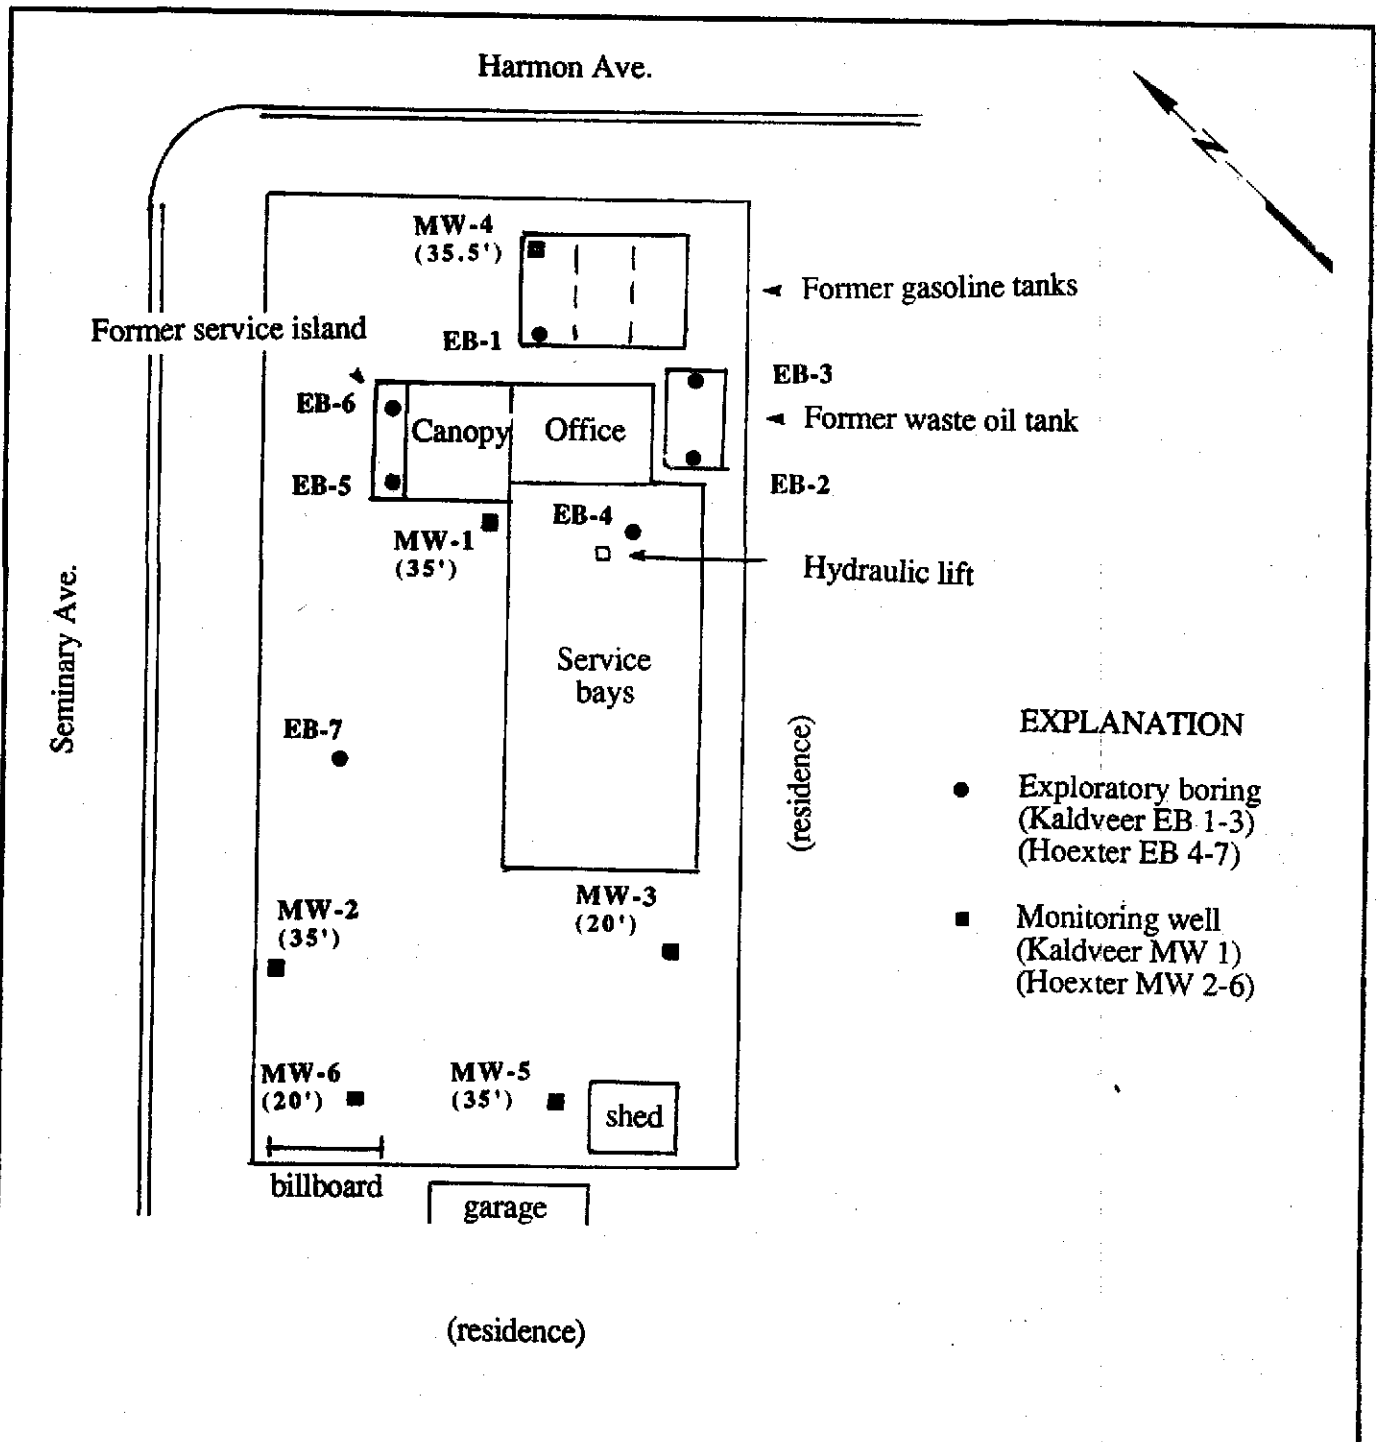 Harmon Ave.
N
MW-4
(35.5')
Former gasoline tanks
Former service island
EB-1
EB-3
EB-6
Canopy
Office
Former waste oil tank
EB-5
EB-2
EB-4
MW-1
(35')
Hydraulic lift
Seminary Ave.
Service
bays
EB-7
(residence)
EXPLANATION
Exploratory boring
(Kaldveer EB 1-3)
(Hoexter EB 4-7)
MW-3
(20')
MW-2
(35')
Monitoring well
(Kaldveer MW 1)
(Hoexter MW 2-6)
MW-6
(20')
MW-5
(35')
shed
billboard
garage
(residence)